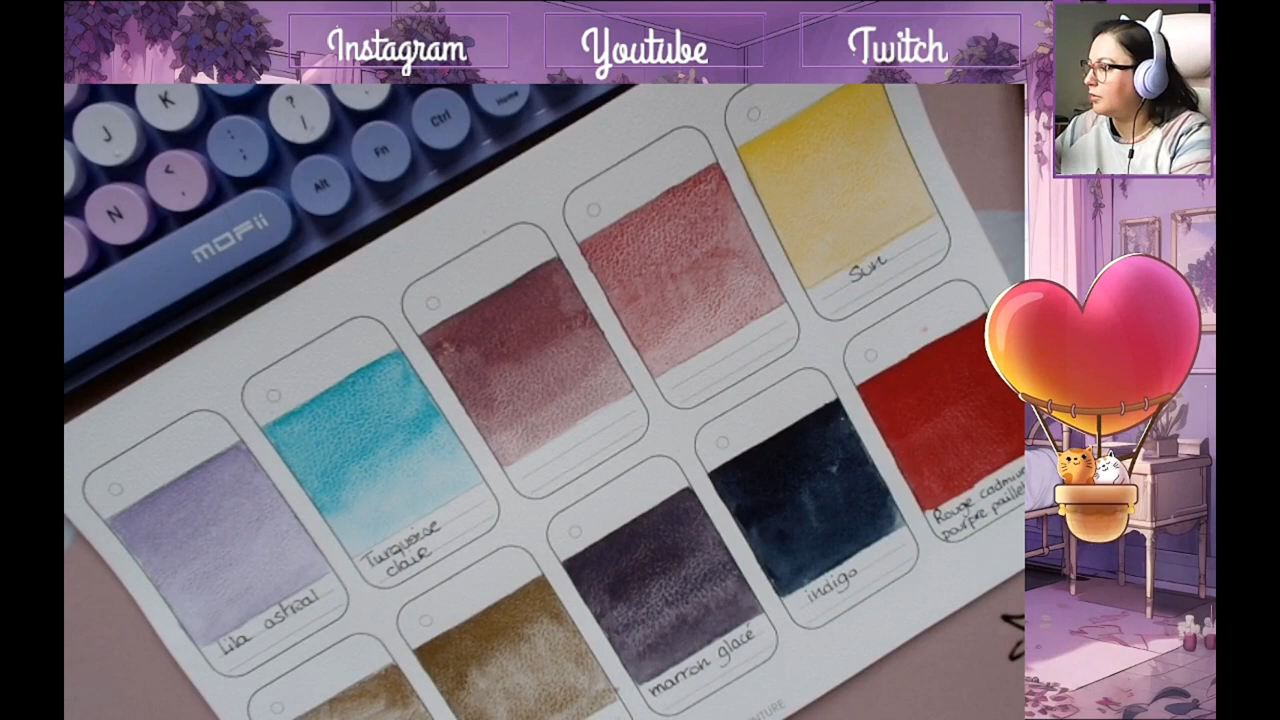 Instagram
Youtube
Twitch
K
J
?
/
:
;
<
,
N
Home
Ctrl
Fn
Alt
MOFii
Sun
Turquoise
claire
Lila astral
Rouge cadmium
pourpre pailleté
indigo
marron glacé